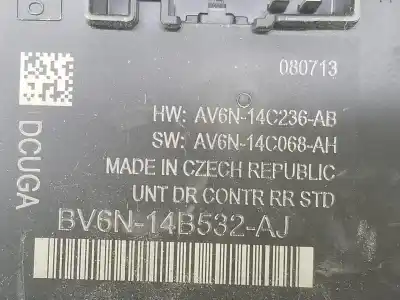 080713
HW: AV6N-14C236-AB
SW: AV6N-14C068-AH
MADE IN CZECH REPUBLIC
UNT DR CONTR RR STD
BV6N-14B532-AJ
DCUGA